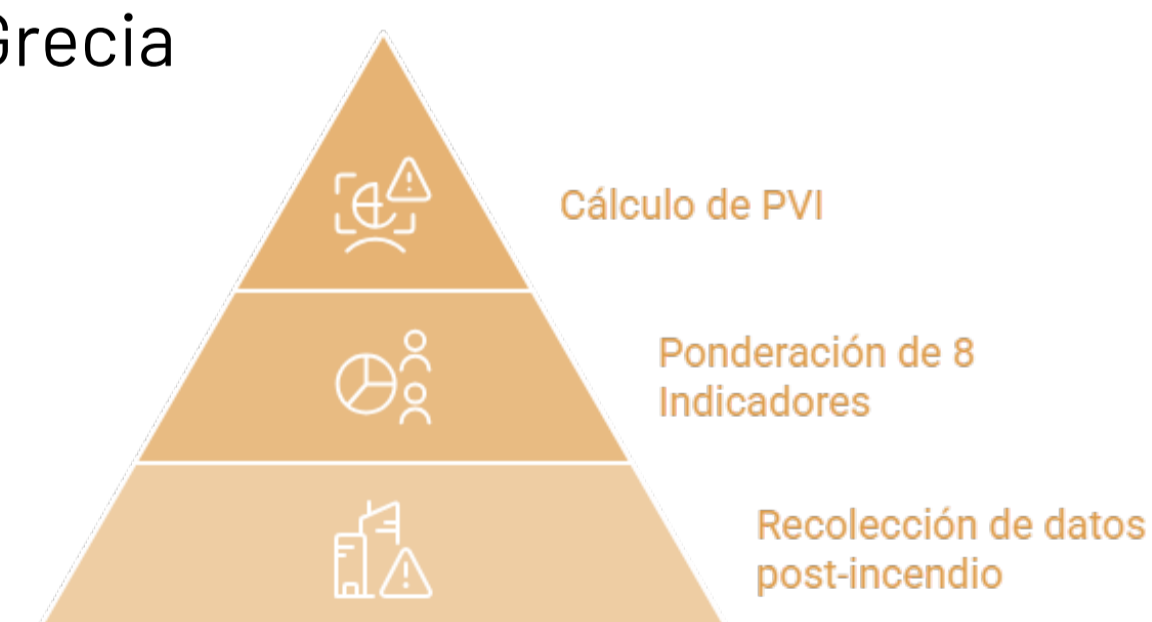 Grecia
Cálculo de PVI
Ponderación de 8
Indicadores
Recolección de datos
post-incendio